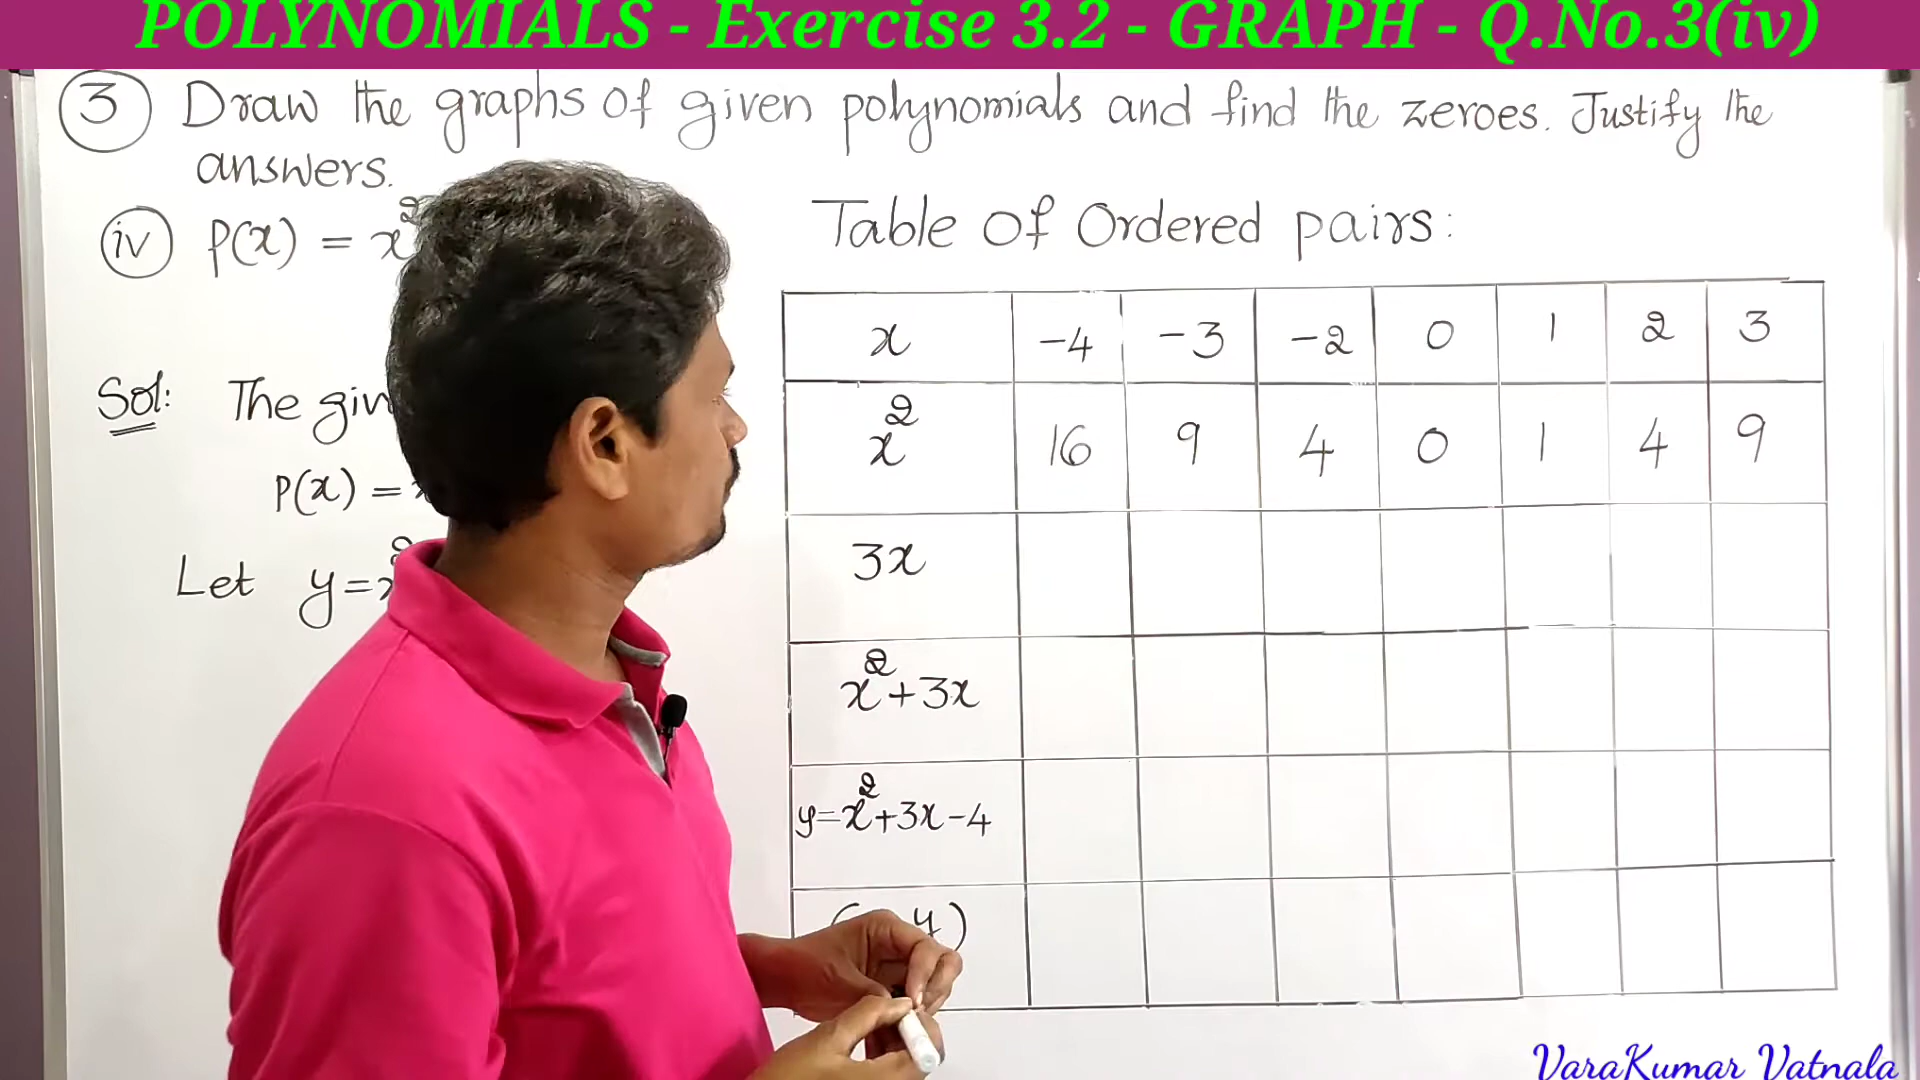 POLYNOMIALS - Exercise 3.2 - GRAPH - Q.No.3(iv)
3 Draw the graphs of given polynomials and find the zeroes. Justify the
answers.
iv P(x) = x²
Sol: The
P(x) =
Let y =
Table of Ordered pairs:
x -4 -3 -2 0 1 2 3
x² 16 9 4 0 1 4 9
3x
x²+3x
y=x²+3x-4
y)
VaraKumar Vatnala